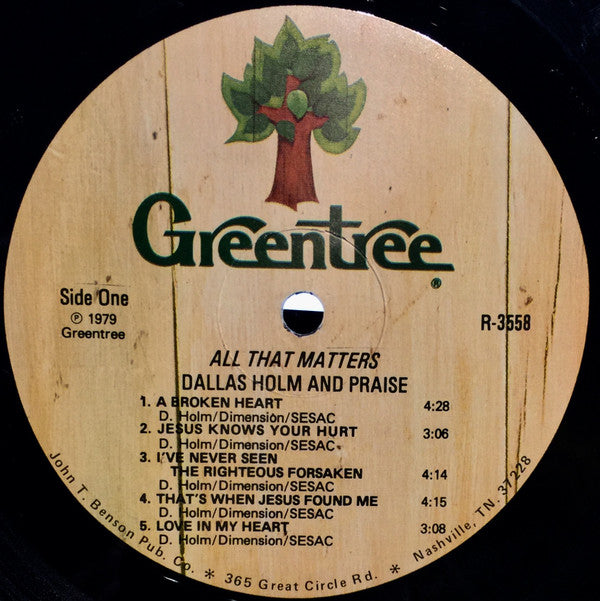 Greentree
®
Side One
℗ 1979
Greentree
R-3558
ALL THAT MATTERS
DALLAS HOLM AND PRAISE
1. A BROKEN HEART 4:28
D. Holm/Dimension/SESAC
2. JESUS KNOWS YOUR HURT 3:06
D. Holm/Dimension/SESAC
3. I'VE NEVER SEEN
THE RIGHTEOUS FORSAKEN 4:14
D. Holm/Dimension/SESAC
4. THAT'S WHEN JESUS FOUND ME 4:15
D. Holm/Dimension/SESAC
5. LOVE IN MY HEART 3:08
D. Holm/Dimension/SESAC
John T. Benson Pub. Co. * 365 Great Circle Rd. * Nashville, TN. 37228